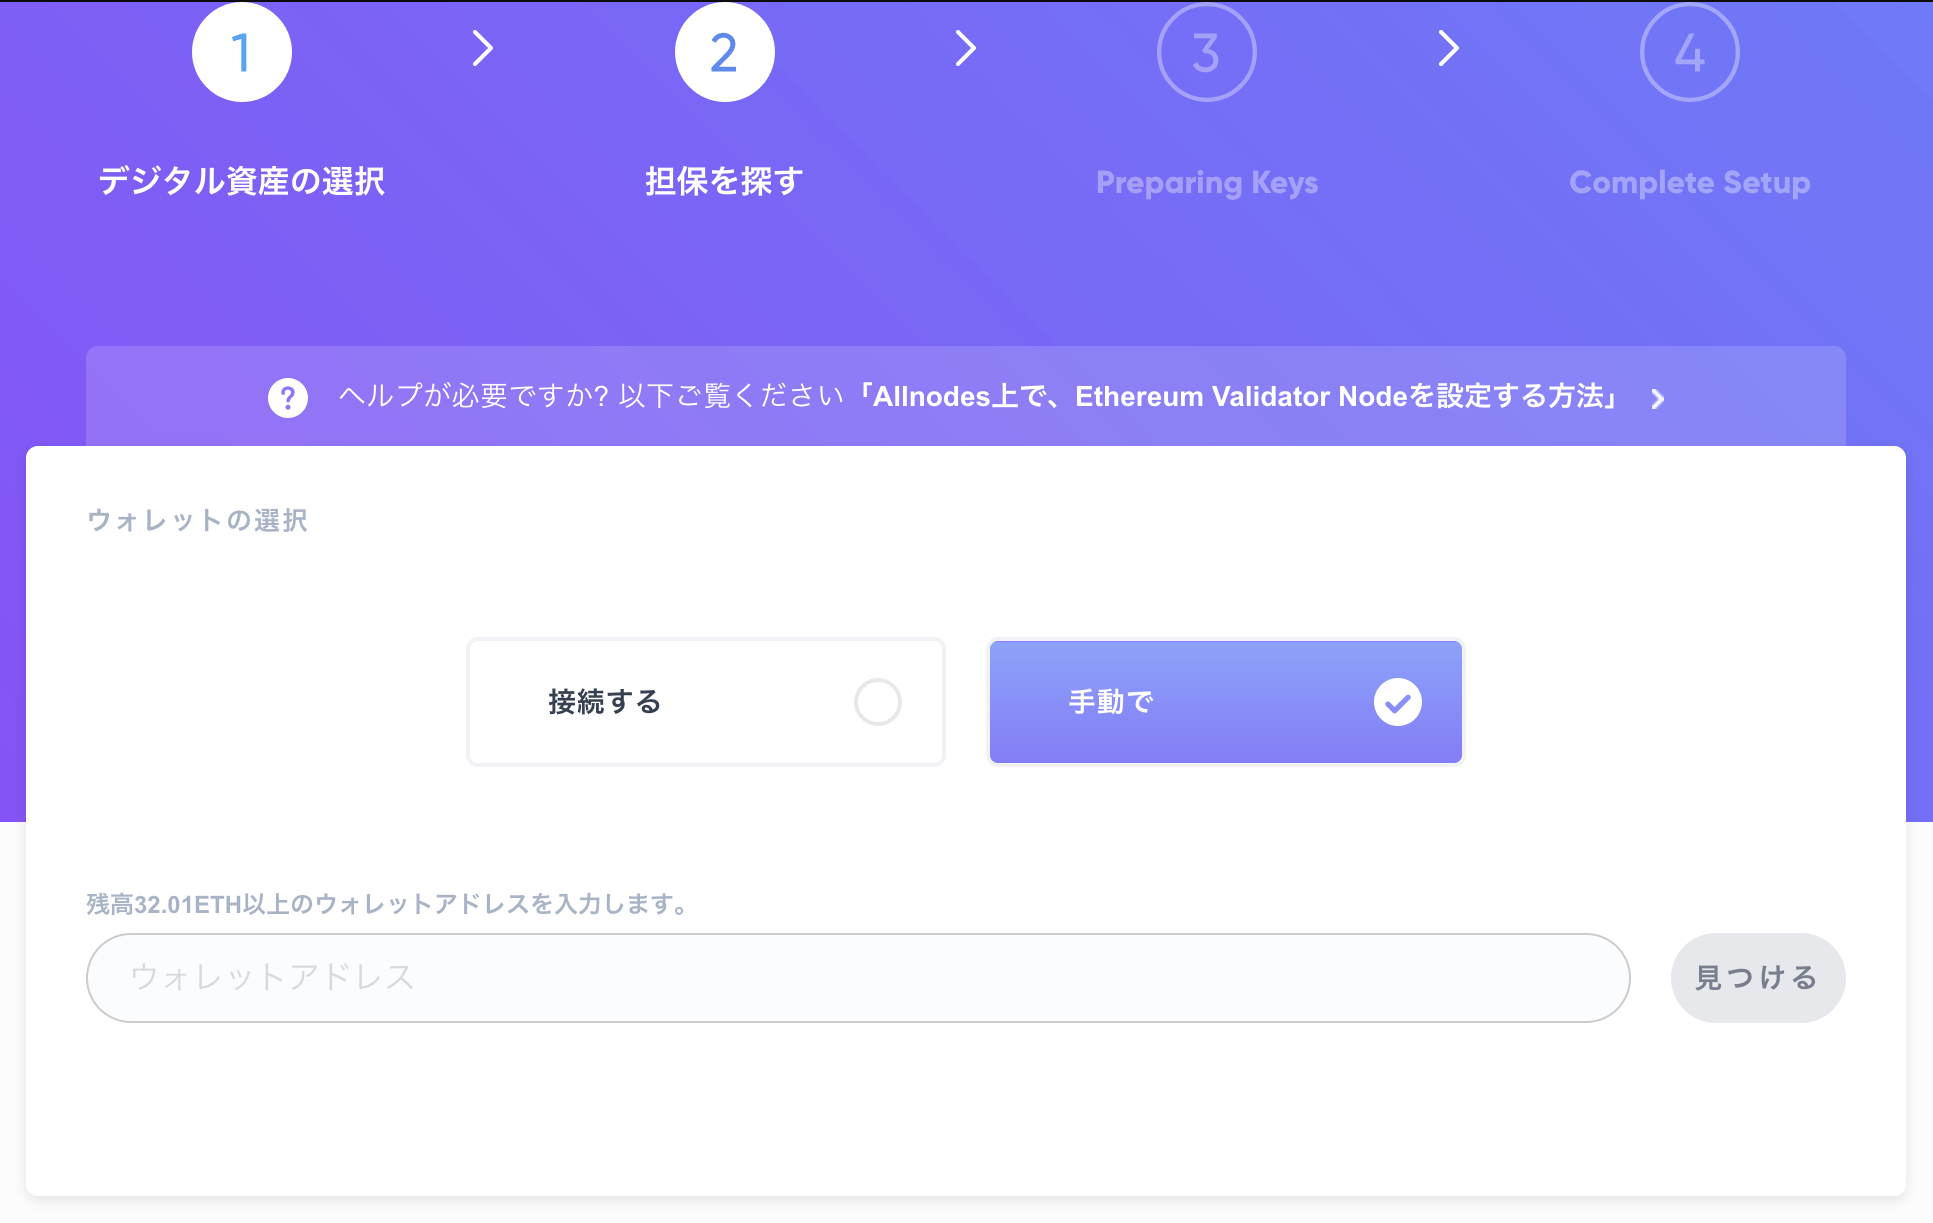 1
2
3
4
デジタル資産の選択
担保を探す
Preparing Keys
Complete Setup
? ヘルプが必要ですか? 以下ご覧ください「Allnodes上で、Ethereum Validator Nodeを設定する方法」
ウォレットの選択
接続する
手動で
残高32.01ETH以上のウォレットアドレスを入力します。
ウォレットアドレス
見つける